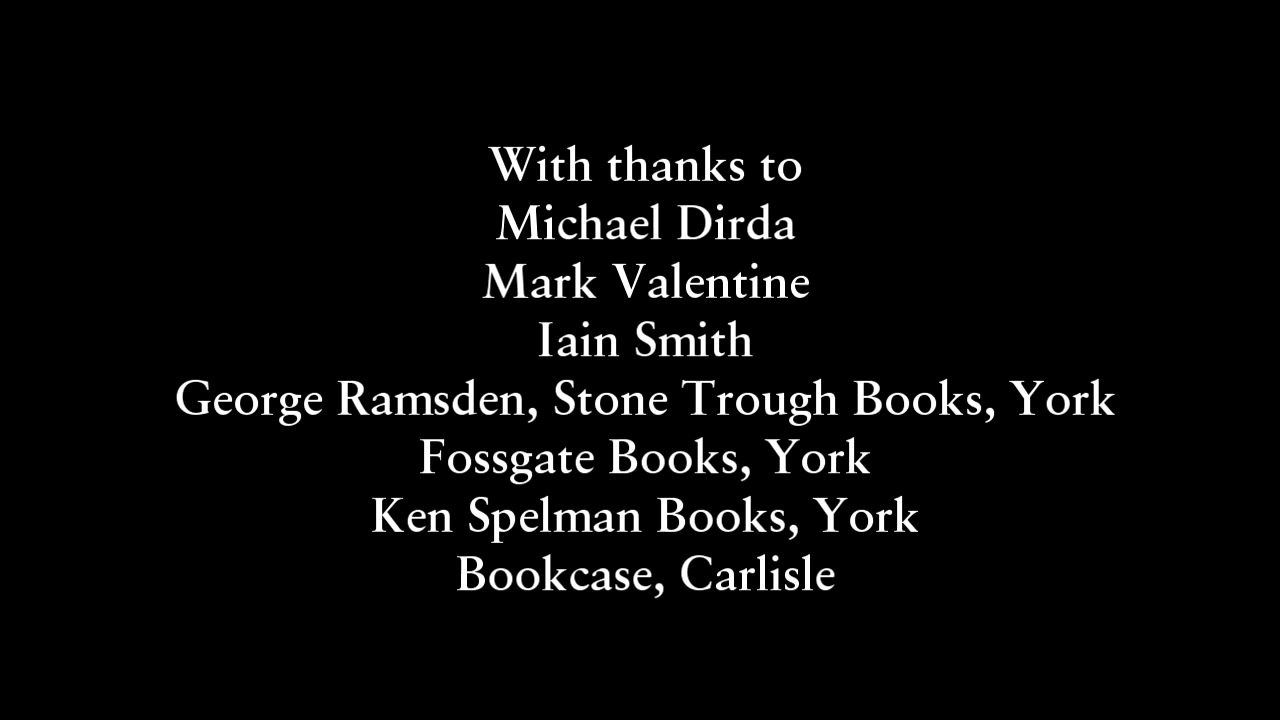 With thanks to
Michael Dirda
Mark Valentine
Iain Smith
George Ramsden, Stone Trough Books, York
Fossgate Books, York
Ken Spelman Books, York
Bookcase, Carlisle